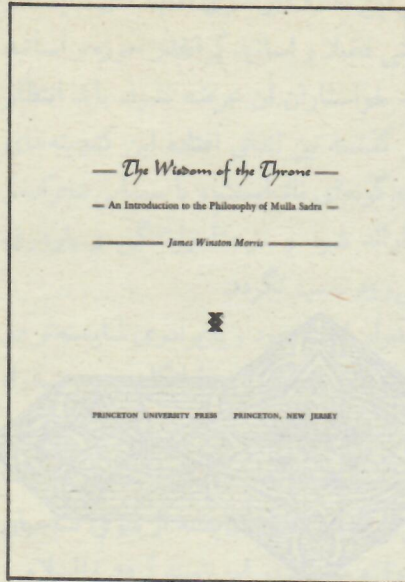 The Wisdom of the Throne
An Introduction to the Philosophy of Mulla Sadra
James Winston Morris
PRINCETON UNIVERSITY PRESS PRINCETON, NEW JERSEY